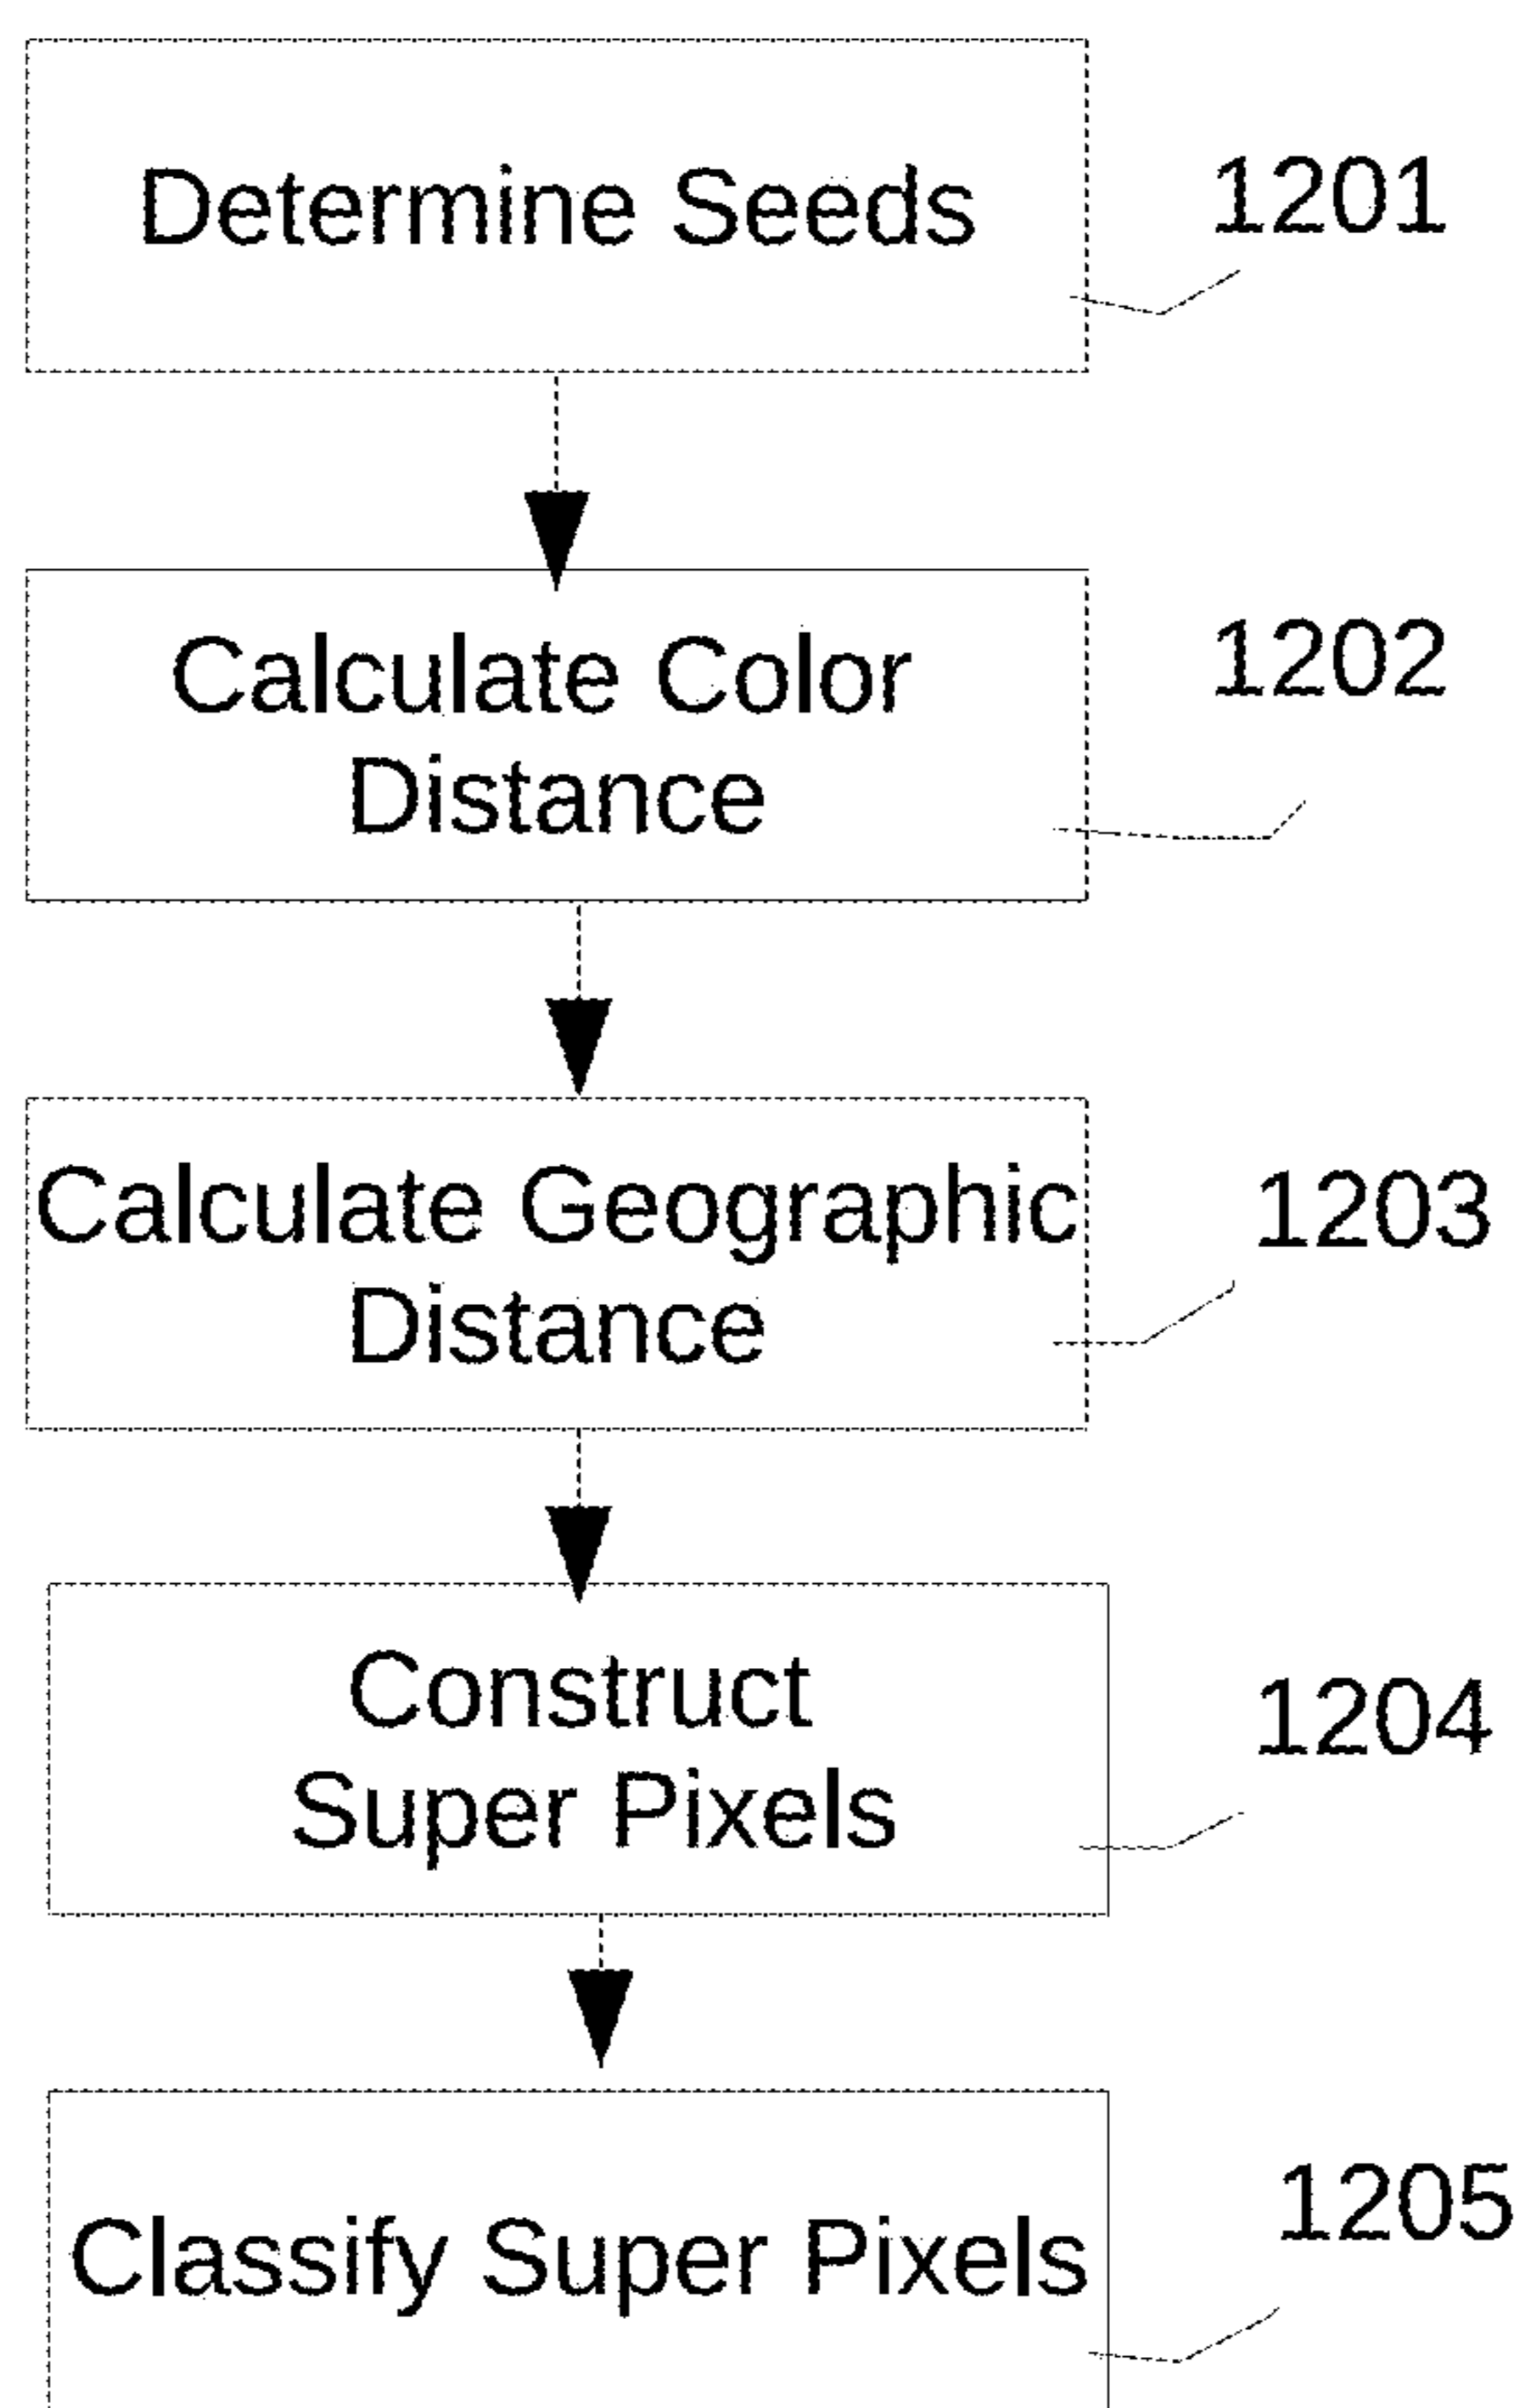 Determine Seeds
1201
Calculate Color
Distance
1202
Calculate Geographic
Distance
1203
Construct
Super Pixels
1204
Classify Super Pixels
1205